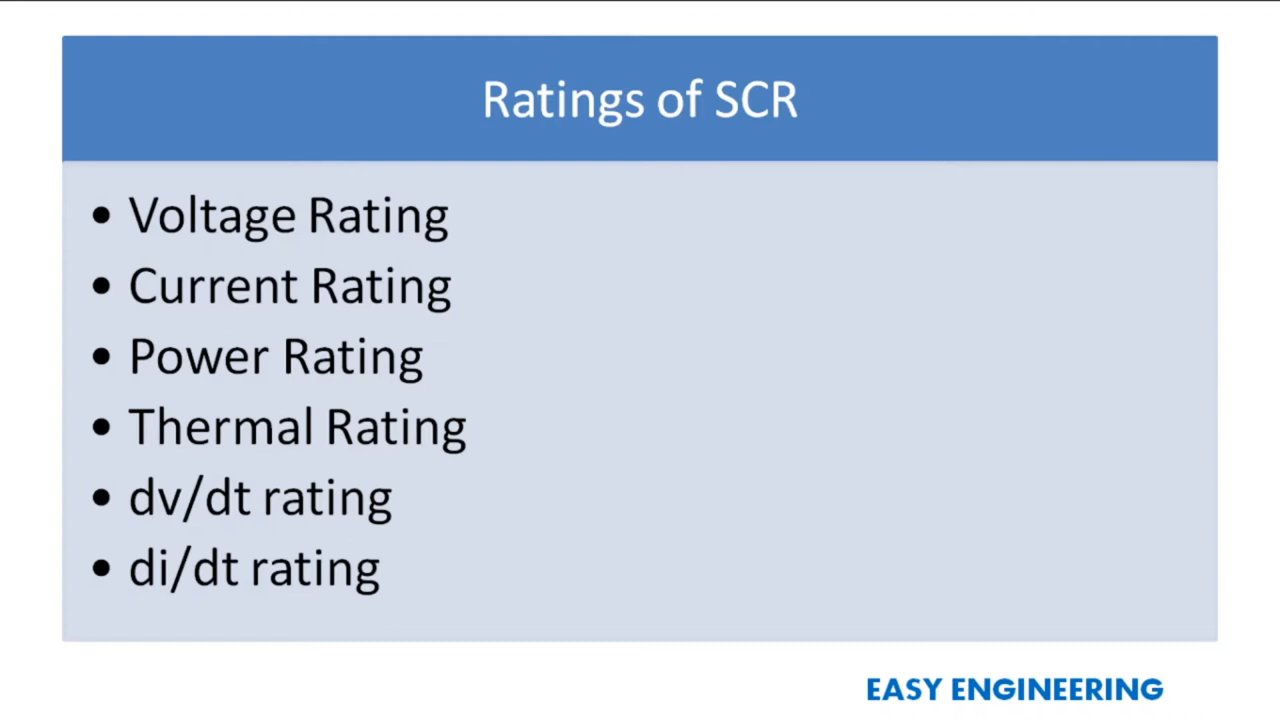 Ratings of SCR
• Voltage Rating
• Current Rating
• Power Rating
• Thermal Rating
• dv/dt rating
• di/dt rating
EASY ENGINEERING